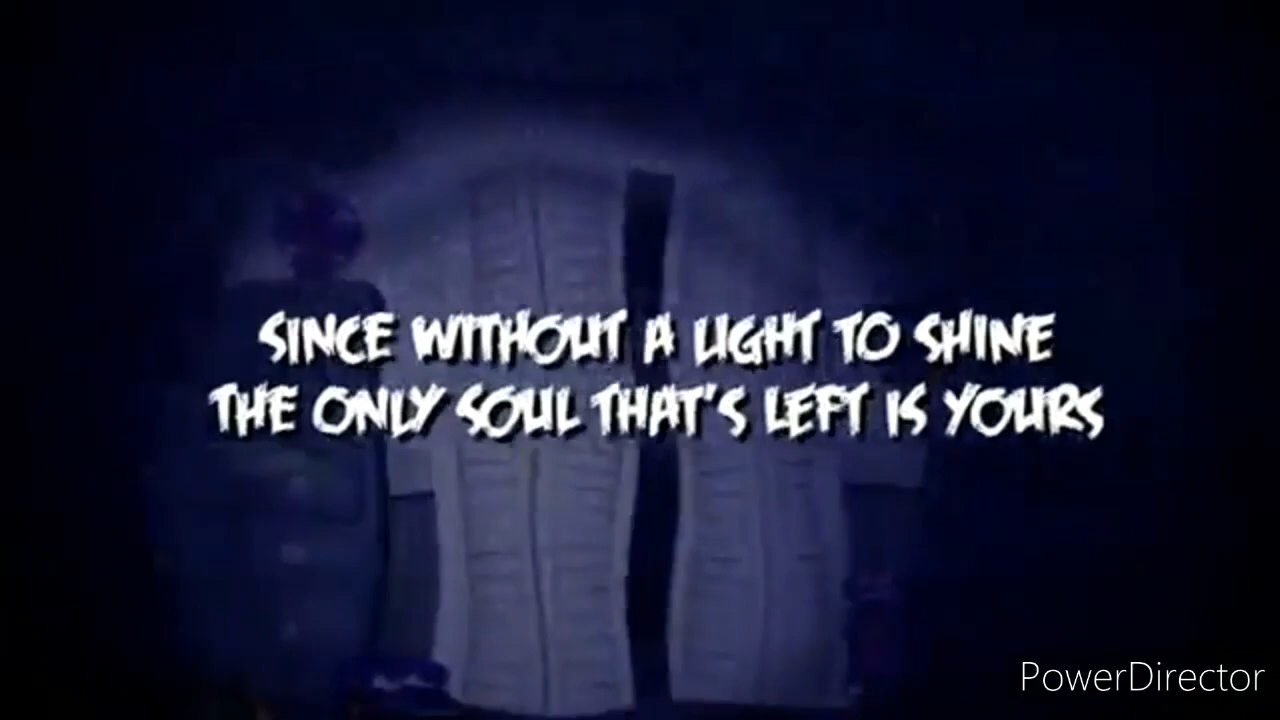 SINCE WITHOUT A LIGHT TO SHINE
THE ONLY SOUL THAT'S LEFT IS YOURS
PowerDirector